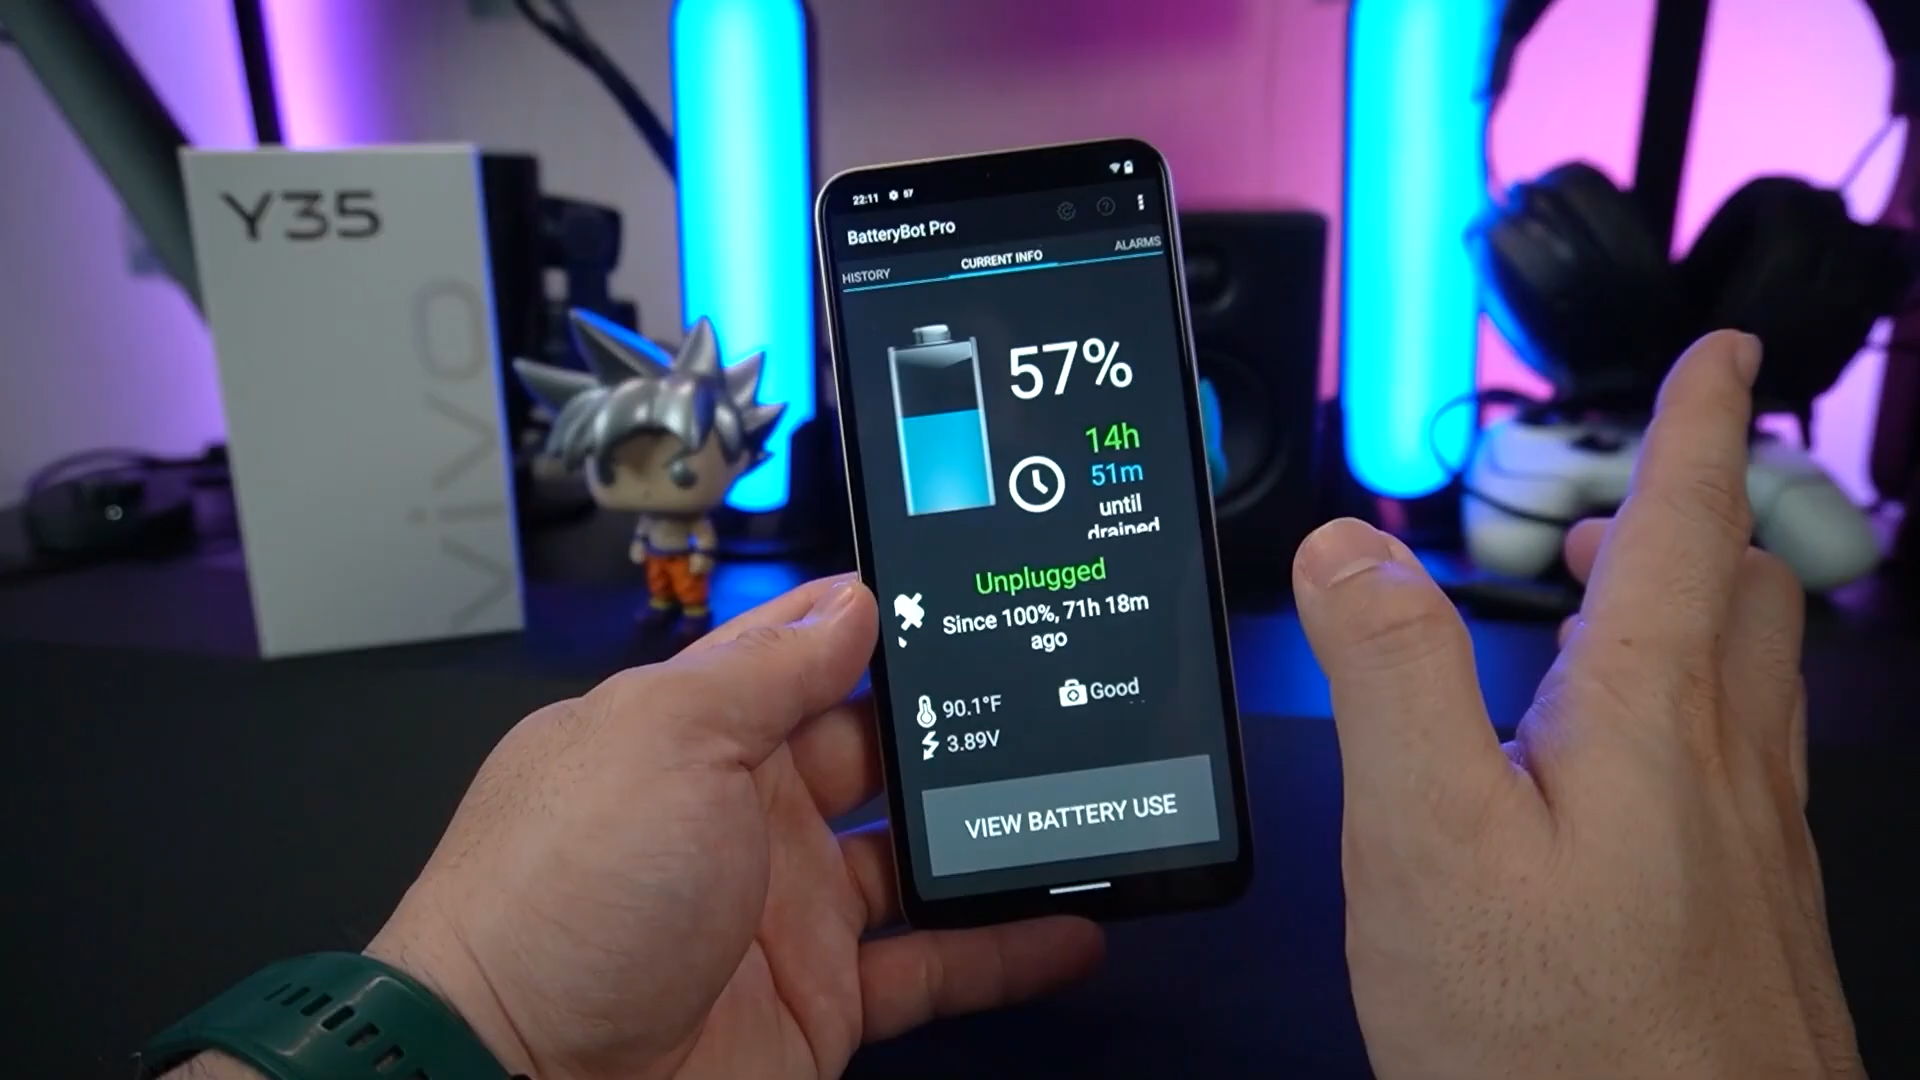 Y35
vivo
22:11 57
BatteryBot Pro
HISTORY
CURRENT INFO
ALARMS
57%
14h
51m
until
drained
Unplugged
Since 100%, 71h 18m
ago
90.1°F
Good
3.89V
VIEW BATTERY USE